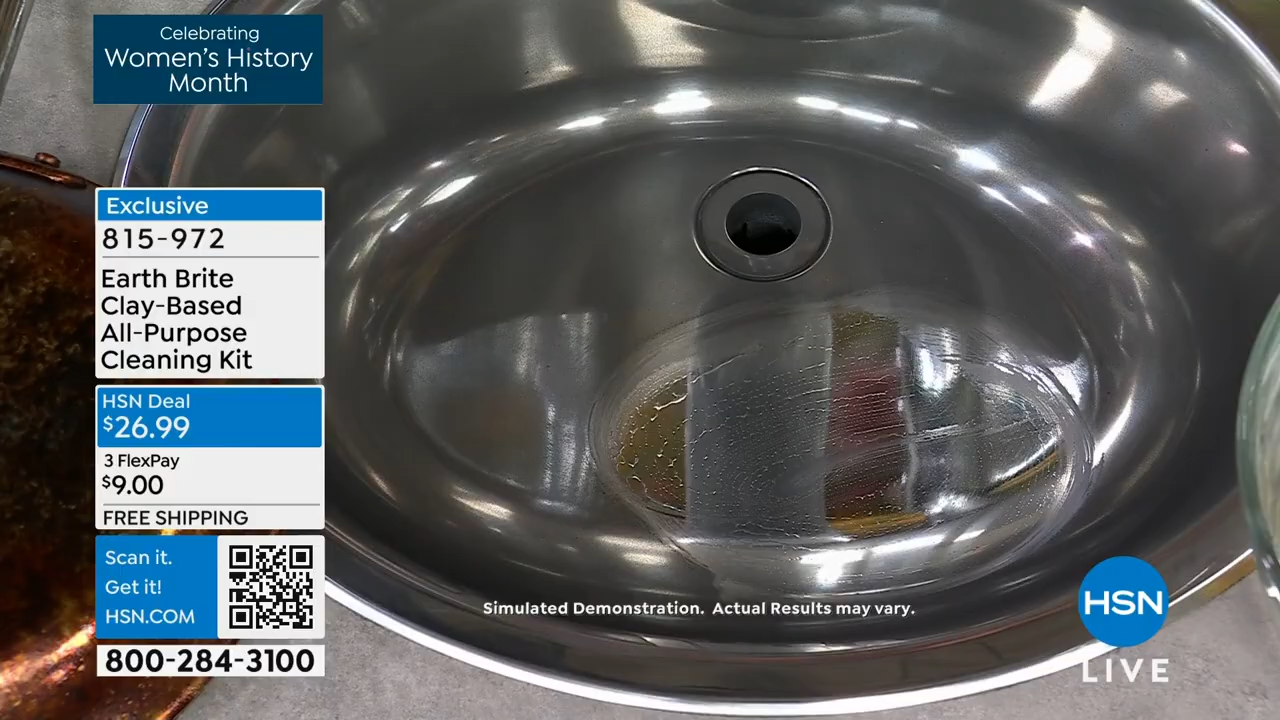 Celebrating
Women's History
Month
Exclusive
815-972
Earth Brite
Clay-Based
All-Purpose
Cleaning Kit
HSN Deal
$26.99
3 FlexPay
$9.00
FREE SHIPPING
Scan it.
Get it!
HSN.COM
800-284-3100
Simulated Demonstration. Actual Results may vary.
HSN
LIVE